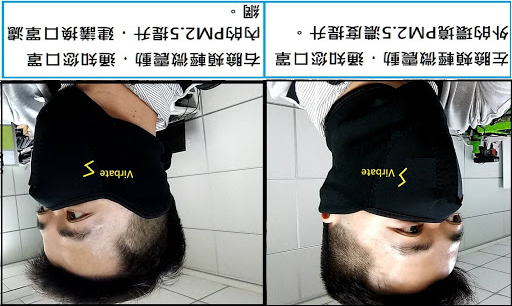 左臉頰輕微震動．通知您口罩
外的環境PM2.5濃度提升。
右臉頰輕微震動．通知您口罩
內的PM2.5提升．建議換口罩濾
網。
Virbate
Virbate